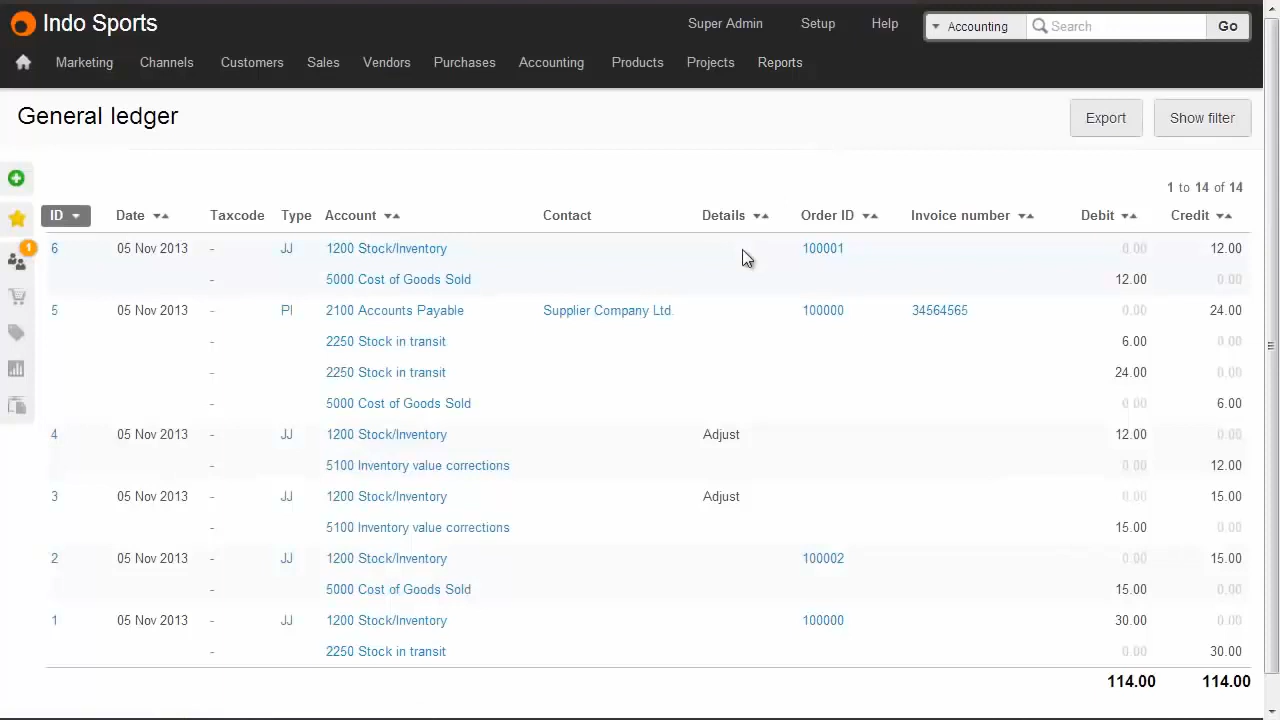 Indo Sports
Super Admin Setup Help Accounting Search Go
Marketing Channels Customers Sales Vendors Purchases Accounting Products Projects Reports
General ledger
Export Show filter
1 to 14 of 14
ID Date Taxcode Type Account Contact Details Order ID Invoice number Debit Credit
6 05 Nov 2013 - JJ 1200 Stock/Inventory 100001 0.00 12.00
1
- 5000 Cost of Goods Sold 12.00 0.00
5 05 Nov 2013 - PI 2100 Accounts Payable Supplier Company Ltd. 100000 34564565 0.00 24.00
- 2250 Stock in transit 6.00 0.00
- 2250 Stock in transit 24.00 0.00
- 5000 Cost of Goods Sold 0.00 6.00
4 05 Nov 2013 - JJ 1200 Stock/Inventory Adjust 12.00 0.00
- 5100 Inventory value corrections 0.00 12.00
3 05 Nov 2013 - JJ 1200 Stock/Inventory Adjust 0.00 15.00
- 5100 Inventory value corrections 15.00 0.00
2 05 Nov 2013 - JJ 1200 Stock/Inventory 100002 0.00 15.00
- 5000 Cost of Goods Sold 15.00 0.00
1 05 Nov 2013 - JJ 1200 Stock/Inventory 100000 30.00 0.00
- 2250 Stock in transit 0.00 30.00
114.00 114.00